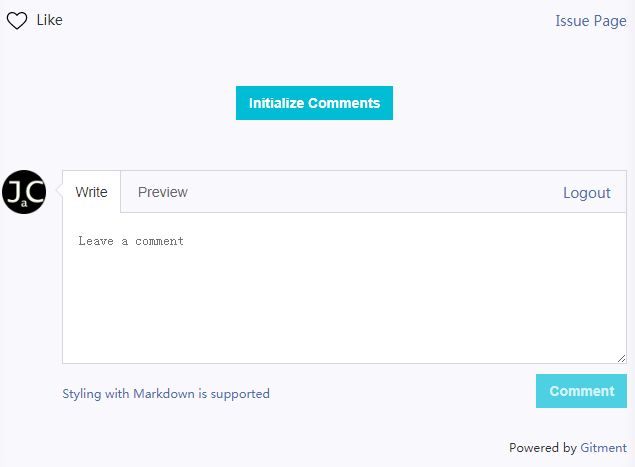 Like Issue Page
Initialize Comments
JaC
Write Preview Logout
Leave a comment
Styling with Markdown is supported Comment
Powered by Gitment